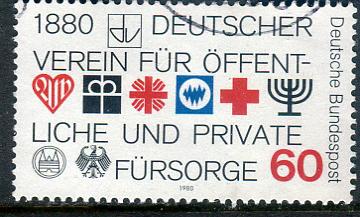 1880 DEUTSCHER
VEREIN FÜR ÖFFENT-
LICHE UND PRIVATE
FÜRSORGE 60
Deutsche Bundespost
1980